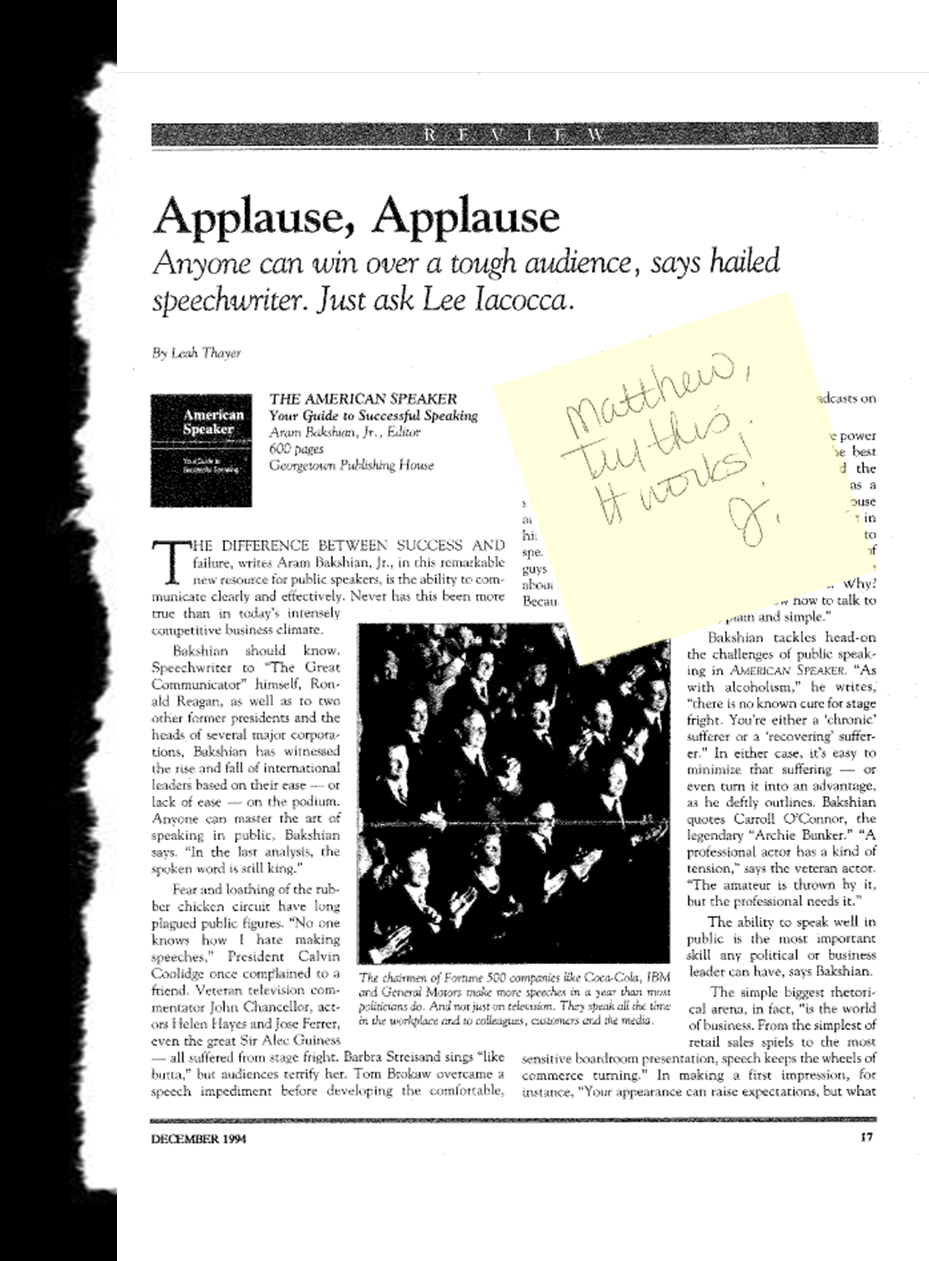 REVIEW
Applause, Applause
Anyone can win over a tough audience, says hailed
speechwriter. Just ask Lee Iacocca.
By Leah Thayer
American
Speaker
Your Guide to
Successful Speaking
THE AMERICAN SPEAKER
Your Guide to Successful Speaking
Aram Bakshian, Jr., Editor
600 pages
Georgetown Publishing House
THE DIFFERENCE BETWEEN SUCCESS AND
failure, writes Aram Bakshian, Jr., in this remarkable
new resource for public speakers, is the ability to com-
municate clearly and effectively. Never has this been more
true than in today's intensely
competitive business climate.
Bakshian should know.
Speechwriter to “The Great
Communicator” himself, Ron-
ald Reagan, as well as to two
other former presidents and the
heads of several major corpora-
tions, Bakshian has witnessed
the rise and fall of international
leaders based on their ease — or
lack of ease — on the podium.
Anyone can master the art of
speaking in public, Bakshian
says. “In the last analysis, the
spoken word is still king.”
Fear and loathing of the rub-
ber chicken circuit have long
plagued public figures. “No one
knows how I hate making
speeches,” President Calvin
Coolidge once complained to a
friend. Veteran television com-
mentator John Chancellor, act-
ors Helen Hayes and Jose Ferrer,
even the great Sir Alec Guiness
— all suffered from stage fright. Barbra Streisand sings “like
butta,” but audiences terrify her. Tom Brokaw overcame a
speech impediment before developing the comfortable,
Matthew,
Try this.
It works!
J.
The chairmen of Fortune 500 companies like Coca-Cola, IBM
and General Motors make more speeches in a year than most
politicians do. And not just on television. They speak all the time
in the workplace and to colleagues, customers and the media.
adcasts on
power
best
the
as a
in
to
of
spe.
guys
Why?
how to talk to
plain and simple.”
Bakshian tackles head-on
the challenges of public speak-
ing in AMERICAN SPEAKER. “As
with alcoholism,” he writes,
“there is no known cure for stage
fright. You're either a ‘chronic’
sufferer or a ‘recovering’ suffer-
er.” In either case, it's easy to
minimize that suffering — or
even turn it into an advantage,
as he deftly outlines. Bakshian
quotes Carroll O'Connor, the
legendary “Archie Bunker.” “A
professional actor has a kind of
tension,” says the veteran actor.
“The amateur is thrown by it,
but the professional needs it.”
The ability to speak well in
public is the most important
skill any political or business
leader can have, says Bakshian.
The simple biggest rhetori-
cal arena, in fact, “is the world
of business. From the simplest of
retail sales spiels to the most
sensitive boardroom presentation, speech keeps the wheels of
commerce turning.” In making a first impression, for
instance, “Your appearance can raise expectations, but what
DECEMBER 1994
17